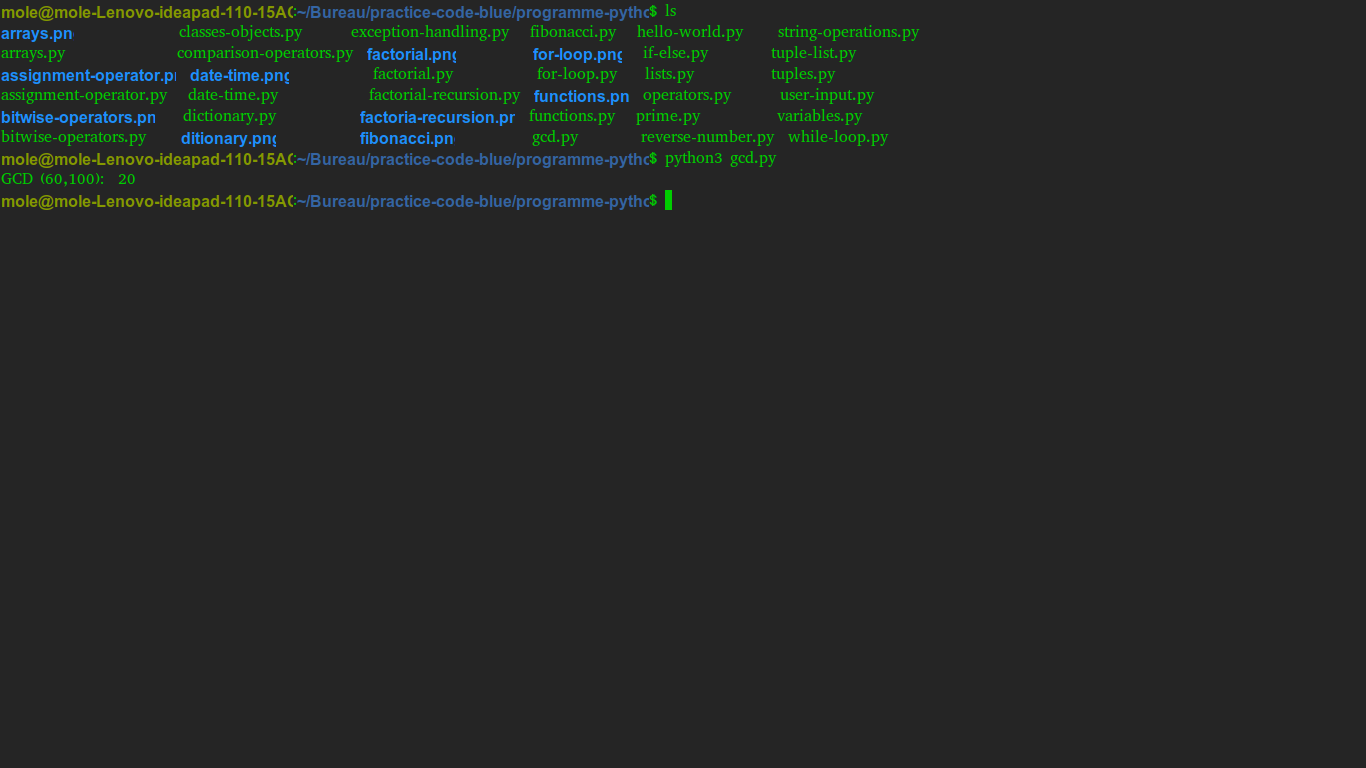 mole@mole-Lenovo-ideapad-110-15AC:~/Bureau/practice-code-blue/programme-pytho$ ls
arrays.pn classes-objects.py exception-handling.py fibonacci.py hello-world.py string-operations.py
arrays.py comparison-operators.py factorial.png for-loop.png if-else.py tuple-list.py
assignment-operator.pn date-time.png factorial.py for-loop.py lists.py tuples.py
assignment-operator.py date-time.py factorial-recursion.py functions.pn operators.py user-input.py
bitwise-operators.pn dictionary.py factoria-recursion.pr functions.py prime.py variables.py
bitwise-operators.py ditionary.png fibonacci.pn gcd.py reverse-number.py while-loop.py
mole@mole-Lenovo-ideapad-110-15AC:~/Bureau/practice-code-blue/programme-pytho$ python3 gcd.py
GCD (60,100): 20
mole@mole-Lenovo-ideapad-110-15AC:~/Bureau/practice-code-blue/programme-pytho$